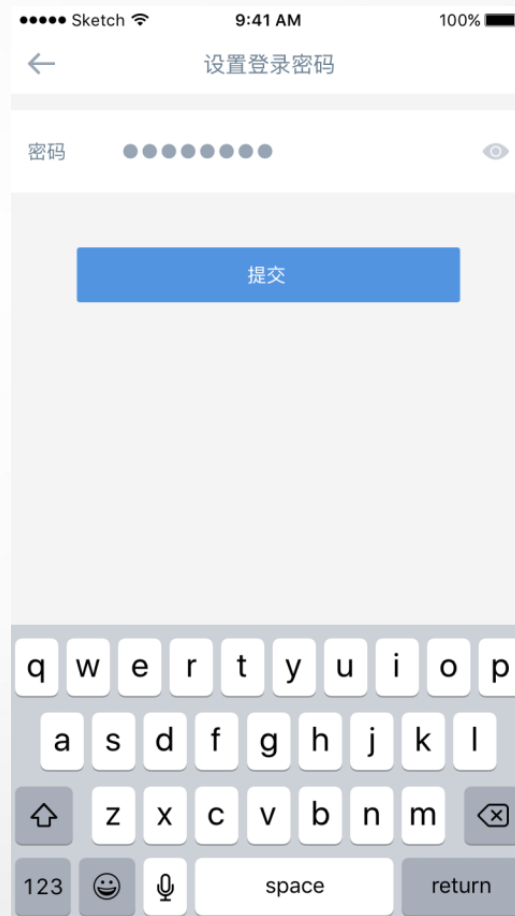 Sketch 9:41 AM 100%
设置登录密码
密码
提交
q w e r t y u i o p
a s d f g h j k l
z x c v b n m
123 space return